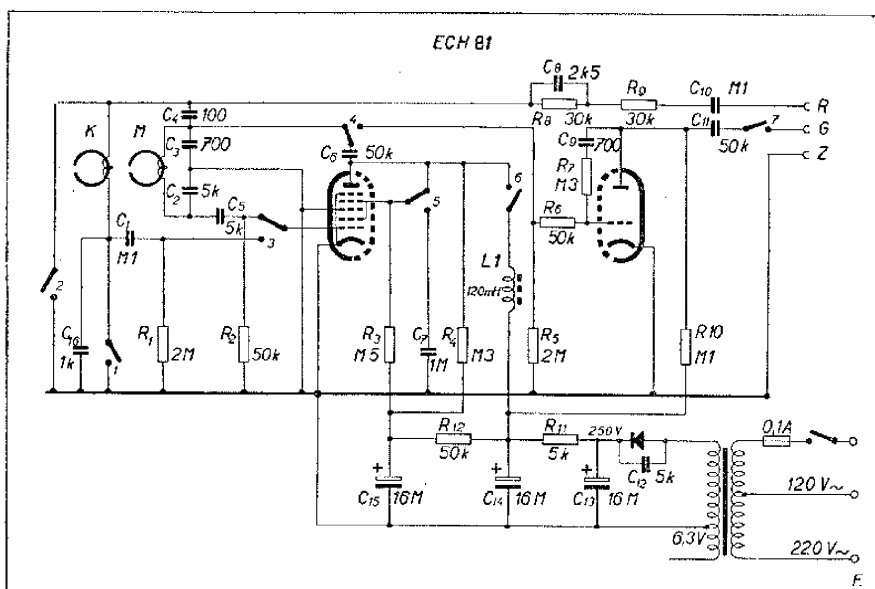 ECH 81
C8 2k5
R8 30k
R9 30k
C10 M1
R
C11 50k
7
G
Z
K
M
C4 100
C3 700
C2 5k
C5 5k
4
C6 50k
C9 700
R7 M3
6
5
R6 50k
C1 M1
3
L1
120mH
2
C16 1k
1
R1 2M
R2 50k
R3 M5
C7 1M
R4 M3
R5 2M
R10 M1
R12 50k
R11 5k
250V
C12 5k
0,1A
+
C15 16M
+
C14 16M
+
C13 16M
6,3V
120V~
220V~